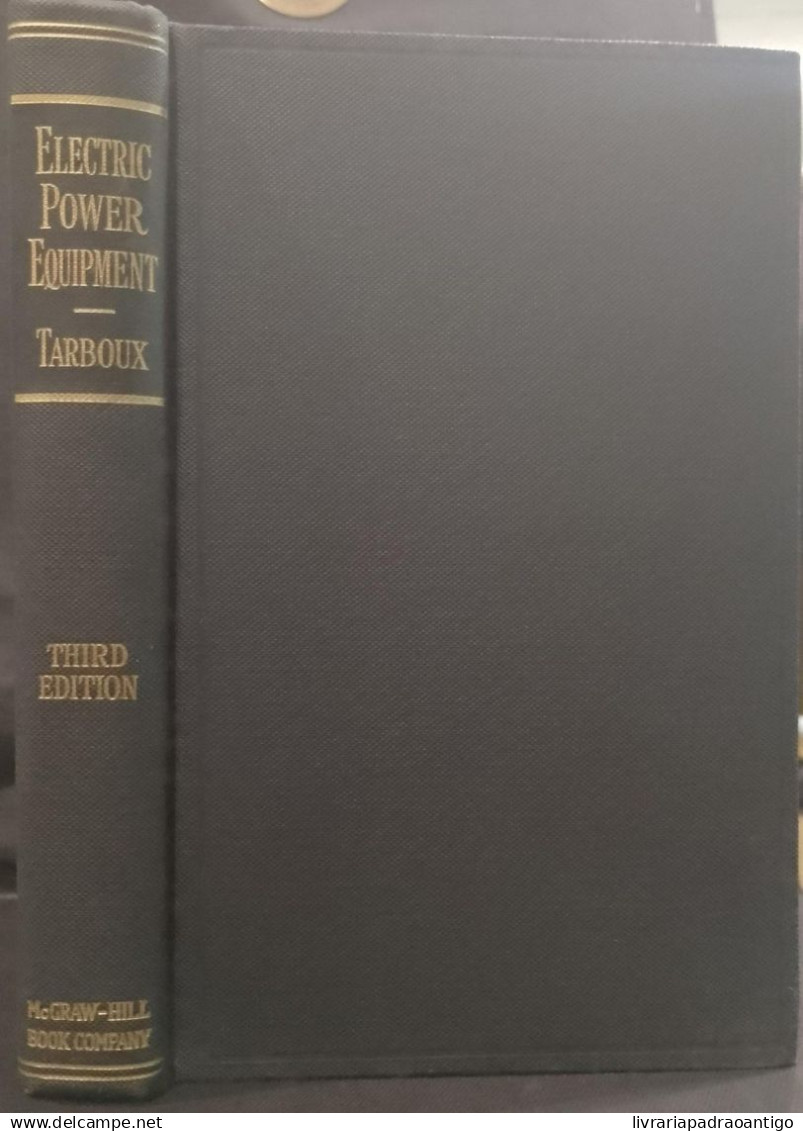 ELECTRIC
POWER
EQUIPMENT
TARBOUX
THIRD
EDITION
McGRAW-HILL
BOOK COMPANY
www.delcampe.net
livrariapadraoantigo